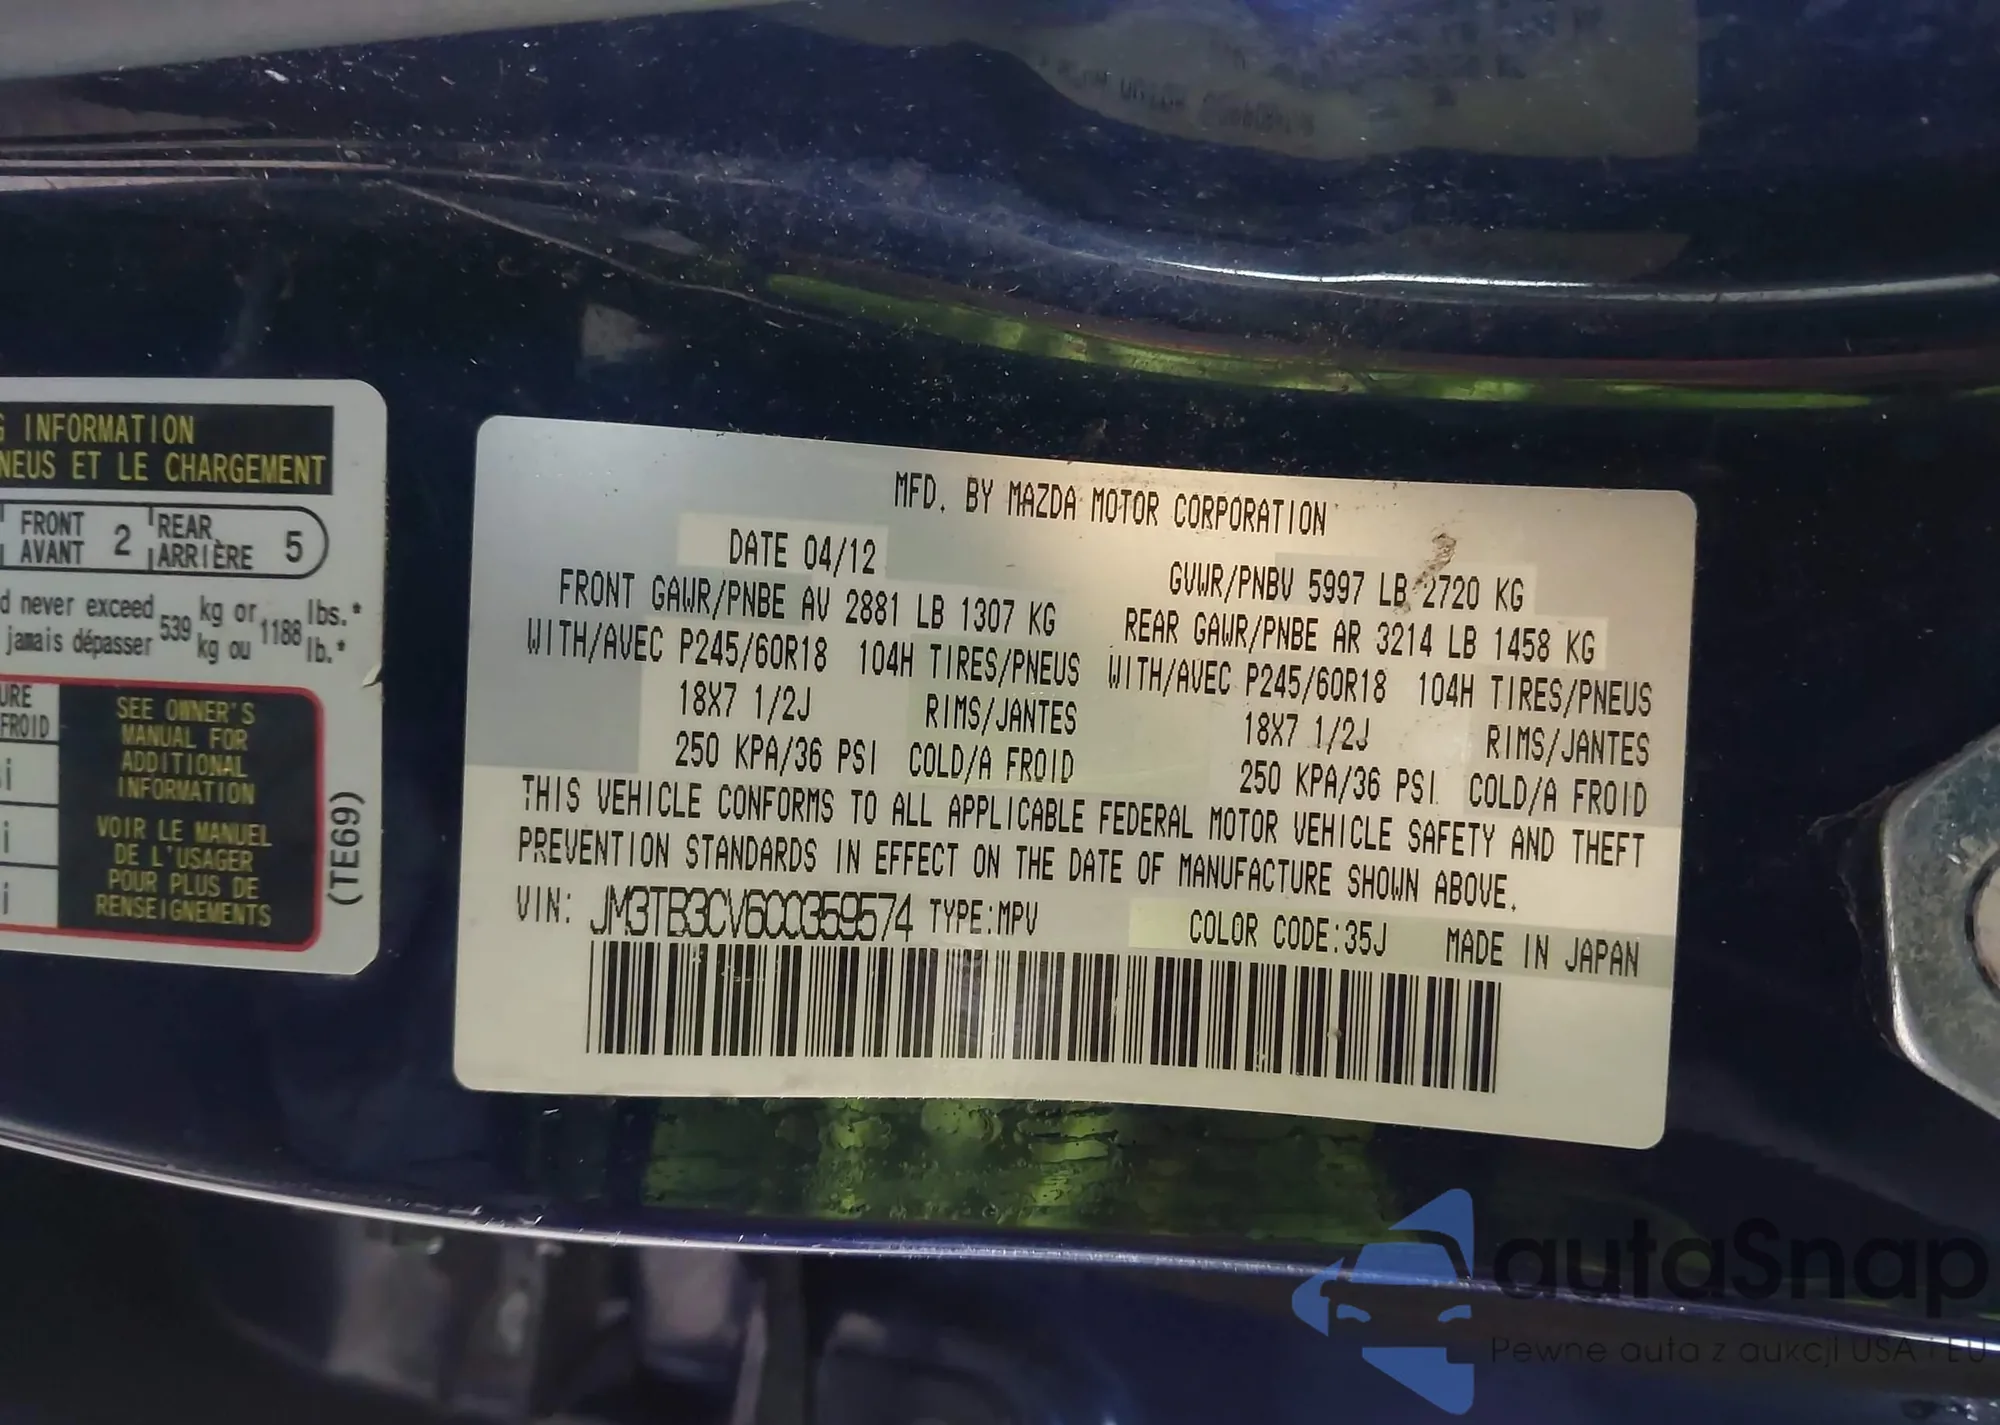 G INFORMATION
NEUS ET LE CHARGEMENT
FRONT AVANT 2 REAR ARRIÈRE 5
d never exceed 539 kg or 1188 lbs.*
jamais dépasser 539 kg ou 1188 lb.*
URE
FROID
SEE OWNER'S
MANUAL FOR
ADDITIONAL
INFORMATION
VOIR LE MANUEL
DE L'USAGER
POUR PLUS DE
RENSEIGNEMENTS
(TE69)
MFD. BY MAZDA MOTOR CORPORATION
DATE 04/12 GVWR/PNBV 5997 LB 2720 KG
FRONT GAWR/PNBE AV 2881 LB 1307 KG REAR GAWR/PNBE AR 3214 LB 1458 KG
WITH/AVEC P245/60R18 104H TIRES/PNEUS WITH/AVEC P245/60R18 104H TIRES/PNEUS
18X7 1/2J RIMS/JANTES 18X7 1/2J RIMS/JANTES
250 KPA/36 PSI COLD/A FROID 250 KPA/36 PSI COLD/A FROID
THIS VEHICLE CONFORMS TO ALL APPLICABLE FEDERAL MOTOR VEHICLE SAFETY AND THEFT
PREVENTION STANDARDS IN EFFECT ON THE DATE OF MANUFACTURE SHOWN ABOVE.
VIN: JM3TB3CV6C0359574 TYPE:MPV COLOR CODE:35J MADE IN JAPAN
autaSnap
Pewne auta z aukcji USA i EU